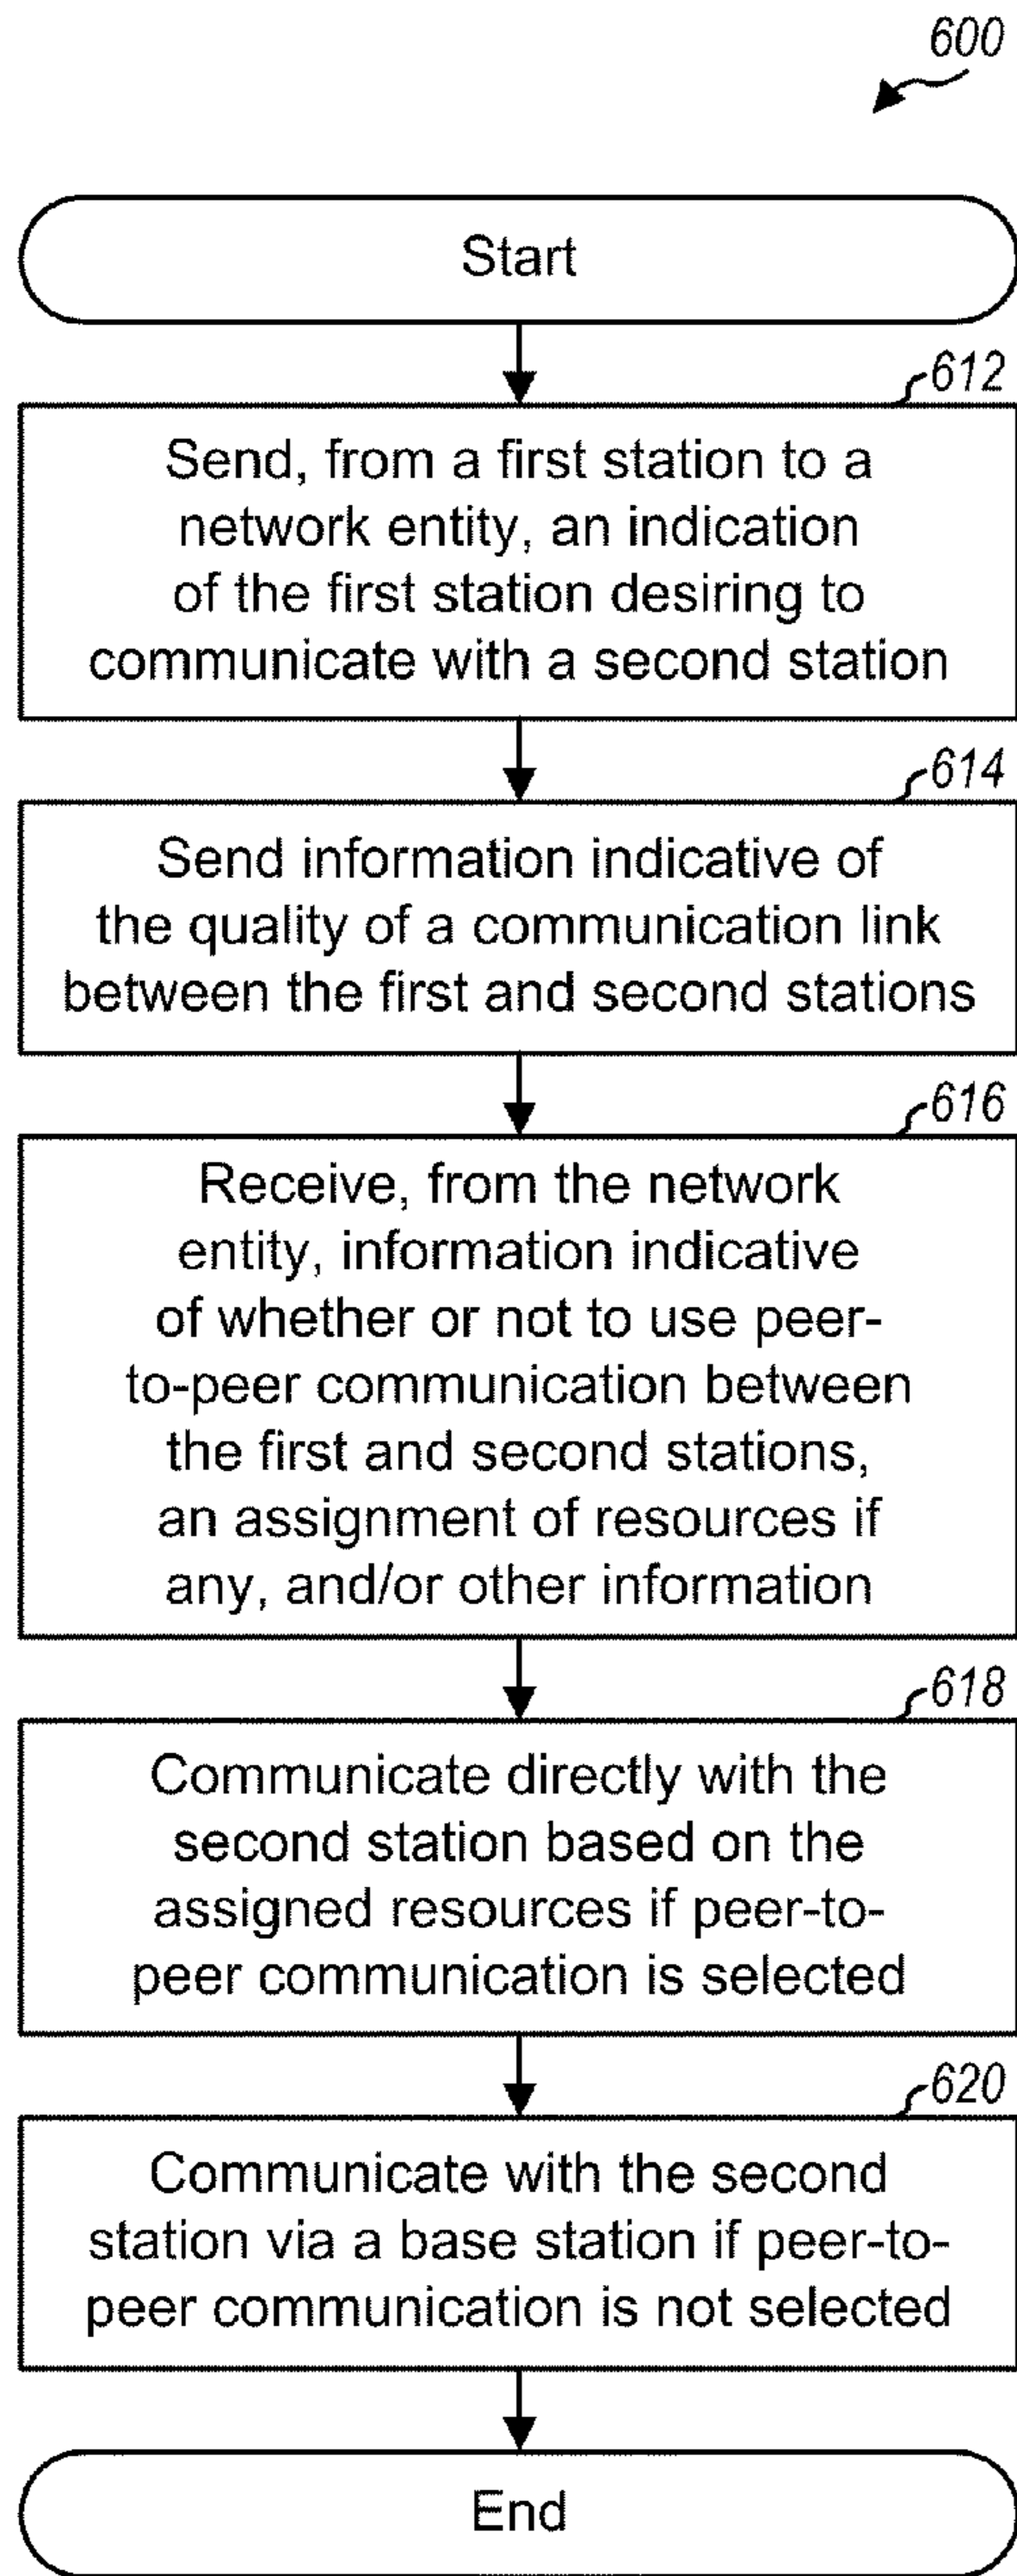 600
Start
612
Send, from a first station to a
network entity, an indication
of the first station desiring to
communicate with a second station
614
Send information indicative of
the quality of a communication link
between the first and second stations
616
Receive, from the network
entity, information indicative
of whether or not to use peer-
to-peer communication between
the first and second stations,
an assignment of resources if
any, and/or other information
618
Communicate directly with the
second station based on the
assigned resources if peer-to-
peer communication is selected
620
Communicate with the second
station via a base station if peer-to-
peer communication is not selected
End